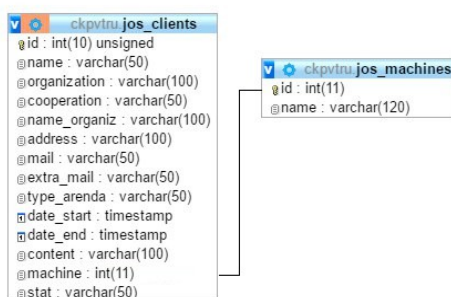 v ckpvtru.jos_clients
id : int(10) unsigned
name : varchar(50)
organization : varchar(100)
cooperation : varchar(50)
name_organiz : varchar(100)
address : varchar(100)
mail : varchar(50)
extra_mail : varchar(50)
type_arenda : varchar(50)
date_start : timestamp
date_end : timestamp
content : varchar(100)
machine : int(11)
stat : varchar(50)
v ckpvtru.jos_machines
id : int(11)
name : varchar(120)